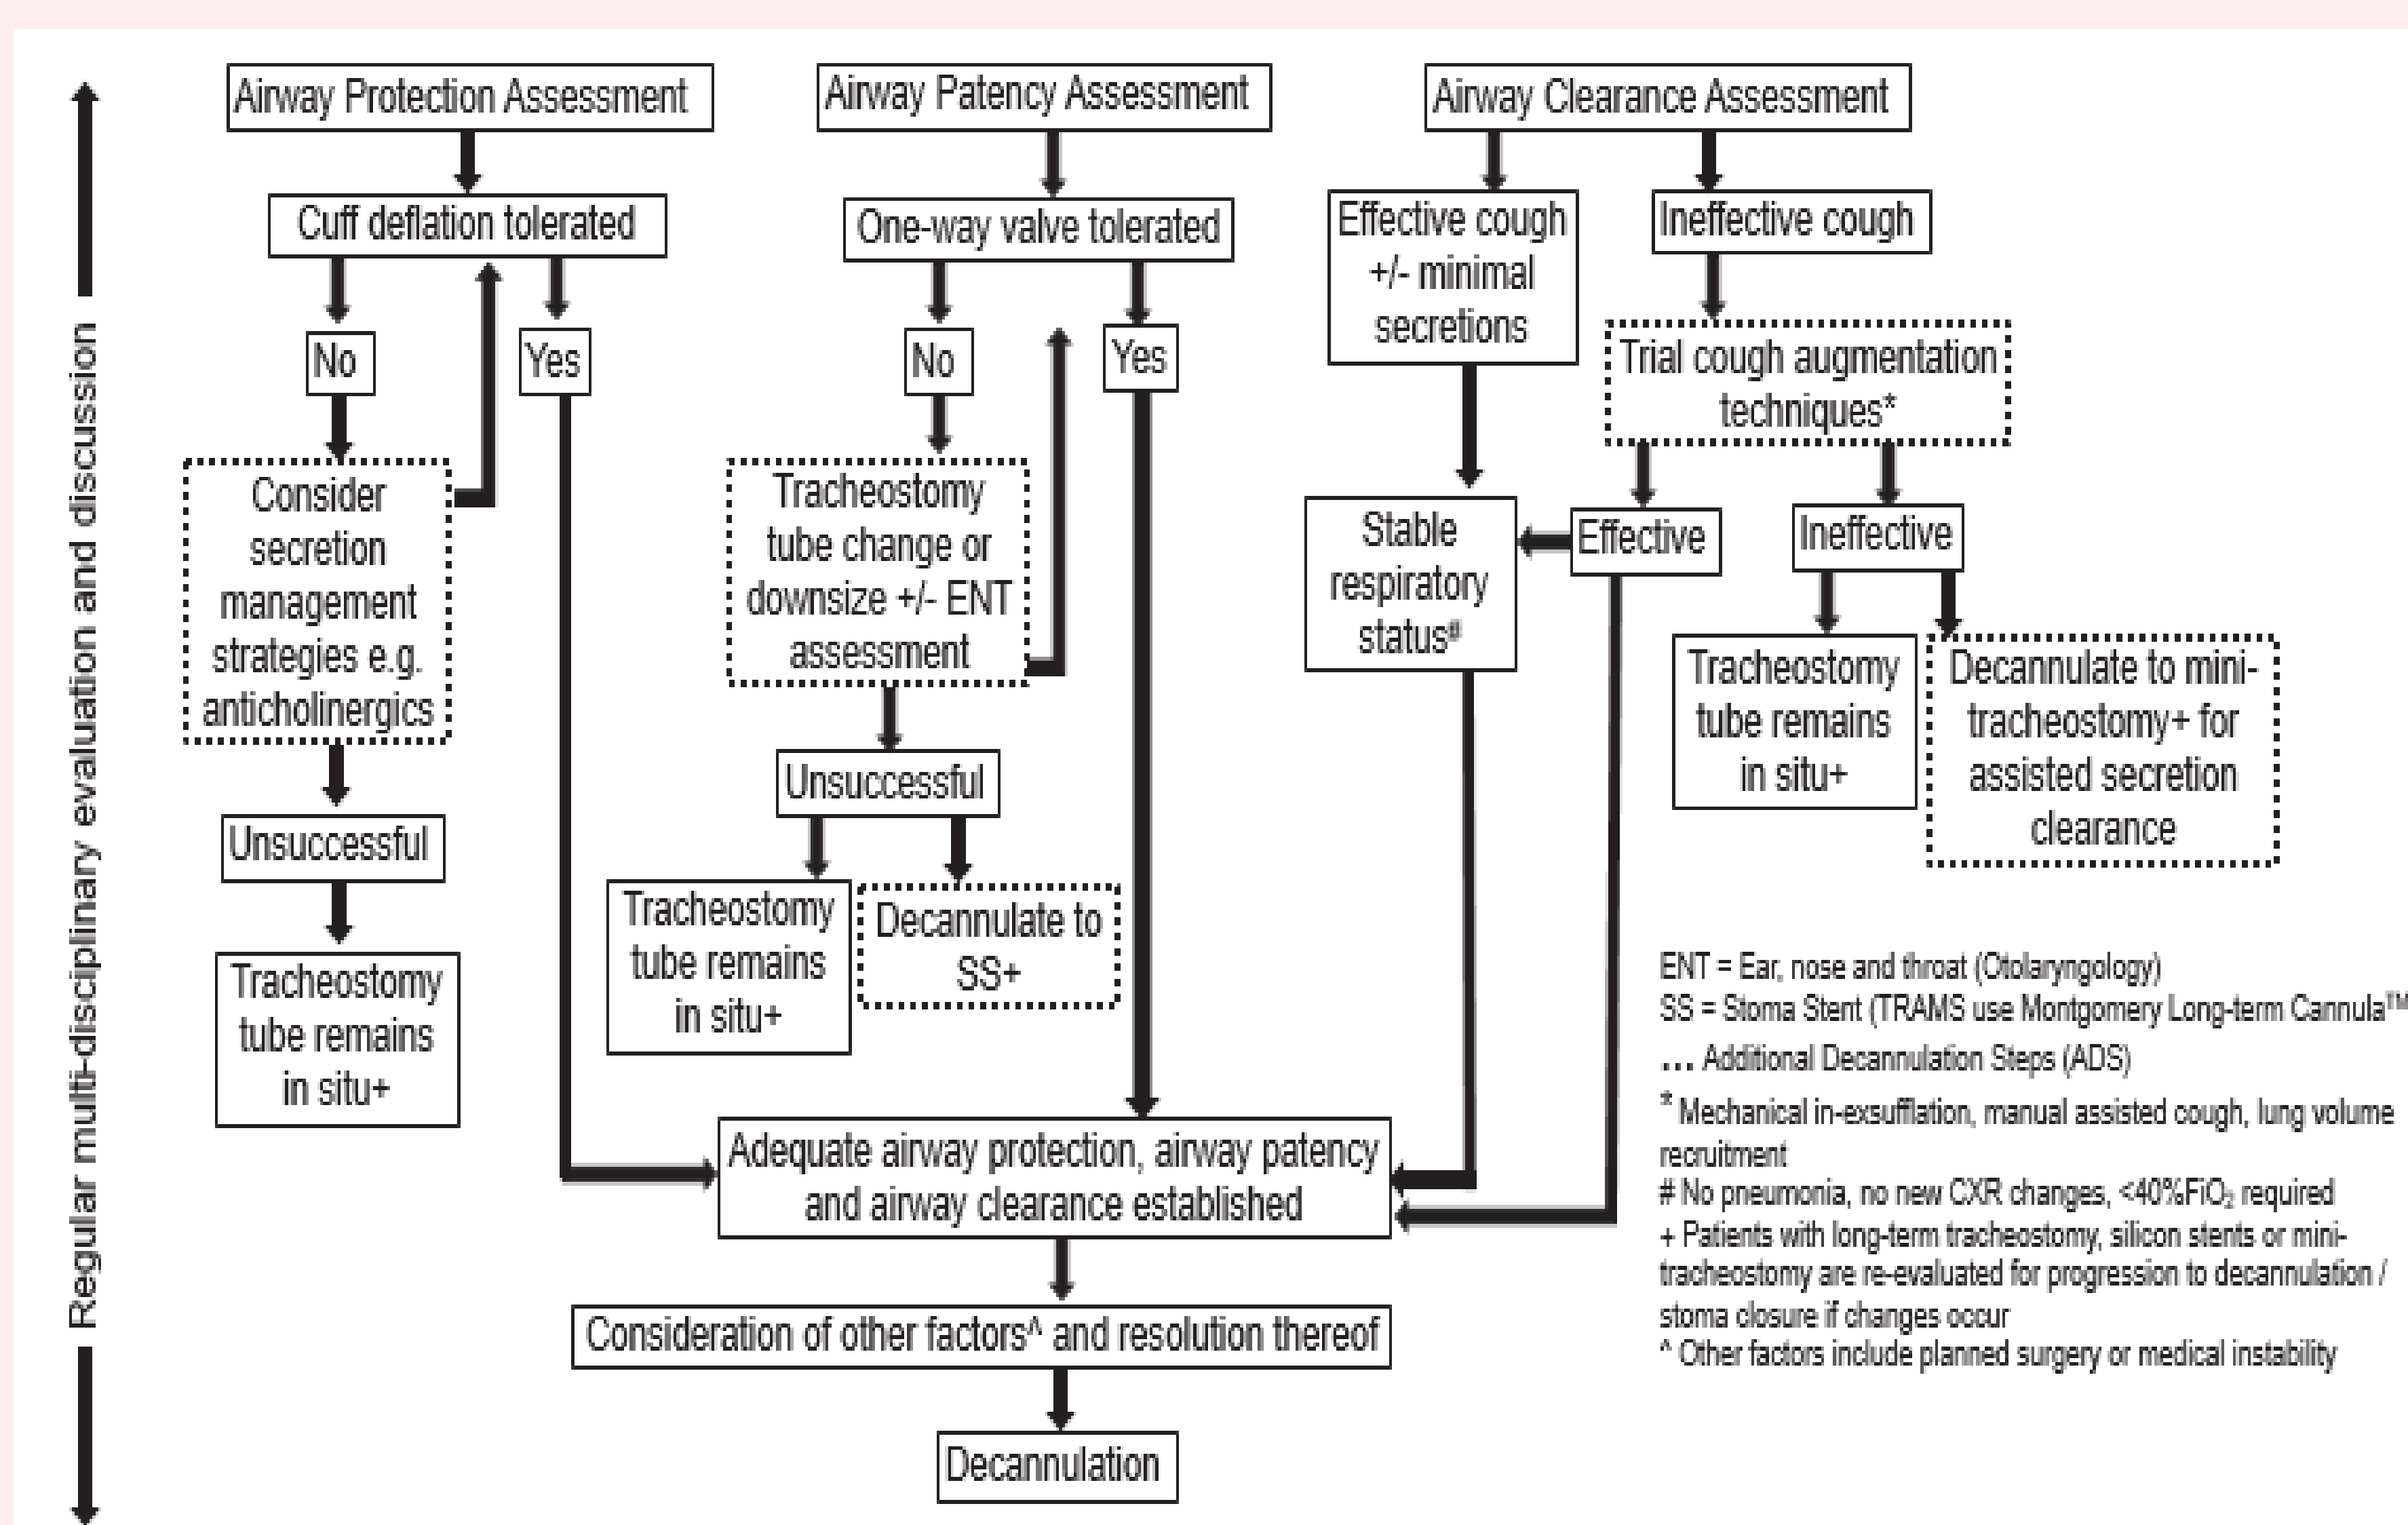 Regular multi-disciplinary evaluation and discussion
Airway Protection Assessment
Cuff deflation tolerated
No
Yes
Consider
secretion
management
strategies e.g.
anticholinergics
Unsuccessful
Tracheostomy
tube remains
in situ+
Airway Patency Assessment
One-way valve tolerated
No
Yes
Tracheostomy
tube change or
downsize +/- ENT
assessment
Unsuccessful
Tracheostomy
tube remains
in situ+
Decannulate to
SS+
Airway Clearance Assessment
Effective cough
+/- minimal
secretions
Ineffective cough
Trial cough augmentation
techniques*
Stable
respiratory
status#
Effective
Ineffective
Tracheostomy
tube remains
in situ+
Decannulate to mini-
tracheostomy+ for
assisted secretion
clearance
Adequate airway protection, airway patency
and airway clearance established
Consideration of other factors^ and resolution thereof
Decannulation
ENT = Ear, nose and throat (Otolaryngology)
SS = Stoma Stent (TRAMS use Montgomery Long-term Cannula™
... Additional Decannulation Steps (ADS)
* Mechanical in-exsufflation, manual assisted cough, lung volume
recruitment
# No pneumonia, no new CXR changes, <40%FiO₂ required
+ Patients with long-term tracheostomy, silicon stents or mini-
tracheostomy are re-evaluated for progression to decannulation /
stoma closure if changes occur
^ Other factors include planned surgery or medical instability